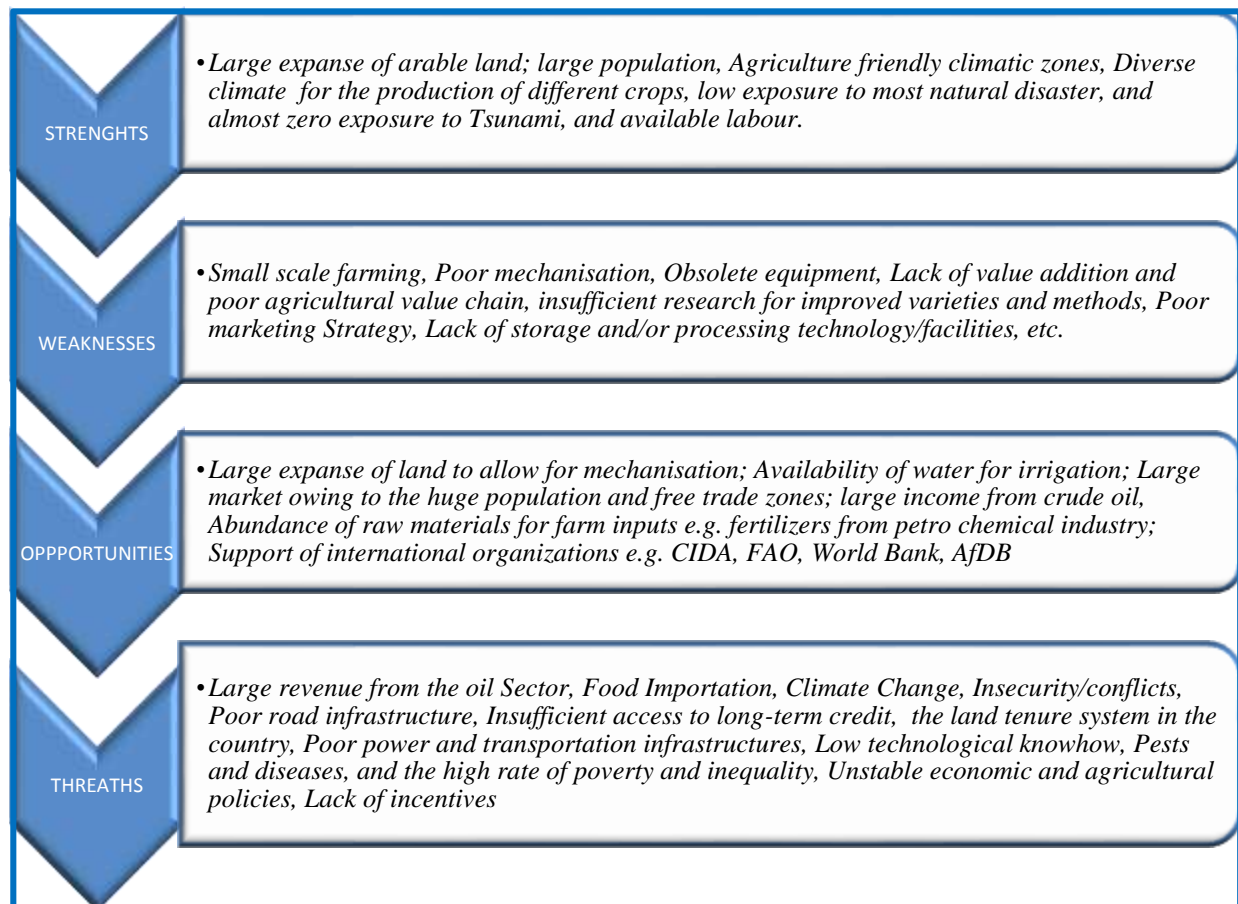 STRENGHTS
•Large expanse of arable land; large population, Agriculture friendly climatic zones, Diverse
climate for the production of different crops, low exposure to most natural disaster, and
almost zero exposure to Tsunami, and available labour.
WEAKNESSES
•Small scale farming, Poor mechanisation, Obsolete equipment, Lack of value addition and
poor agricultural value chain, insufficient research for improved varieties and methods, Poor
marketing Strategy, Lack of storage and/or processing technology/facilities, etc.
OPPPORTUNITIES
•Large expanse of land to allow for mechanisation; Availability of water for irrigation; Large
market owing to the huge population and free trade zones; large income from crude oil,
Abundance of raw materials for farm inputs e.g. fertilizers from petro chemical industry;
Support of international organizations e.g. CIDA, FAO, World Bank, AfDB
THREATHS
•Large revenue from the oil Sector, Food Importation, Climate Change, Insecurity/conflicts,
Poor road infrastructure, Insufficient access to long-term credit, the land tenure system in the
country, Poor power and transportation infrastructures, Low technological knowhow, Pests
and diseases, and the high rate of poverty and inequality, Unstable economic and agricultural
policies, Lack of incentives